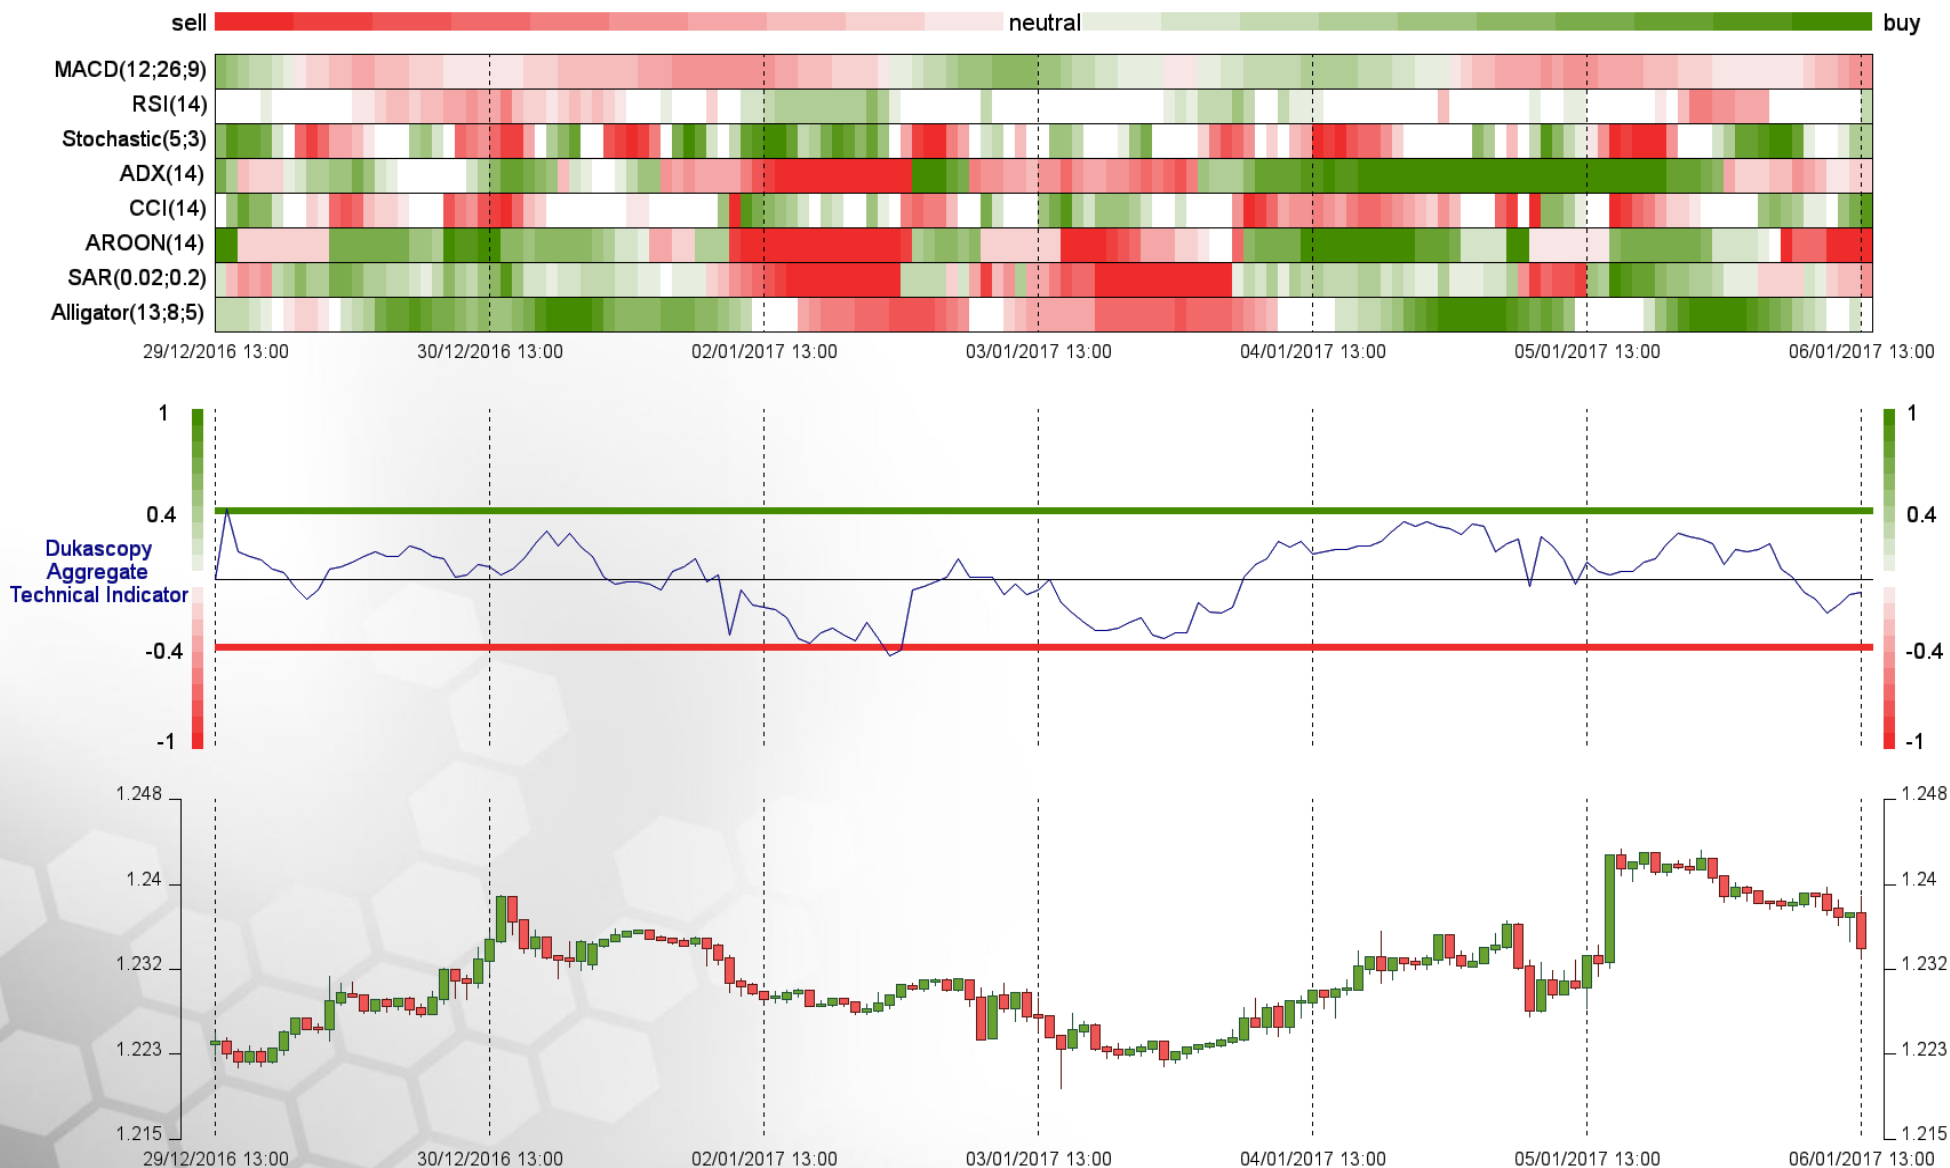 sell neutral buy
MACD(12;26;9)
RSI(14)
Stochastic(5;3)
ADX(14)
CCI(14)
AROON(14)
SAR(0.02;0.2)
Alligator(13;8;5)
29/12/2016 13:00 30/12/2016 13:00 02/01/2017 13:00 03/01/2017 13:00 04/01/2017 13:00 05/01/2017 13:00 06/01/2017 13:00
1 1
0.4 0.4
Dukascopy
Aggregate
Technical Indicator
-0.4 -0.4
-1 -1
1.248 1.248
1.24 1.24
1.232 1.232
1.223 1.223
1.215 1.215
29/12/2016 13:00 30/12/2016 13:00 02/01/2017 13:00 03/01/2017 13:00 04/01/2017 13:00 05/01/2017 13:00 06/01/2017 13:00